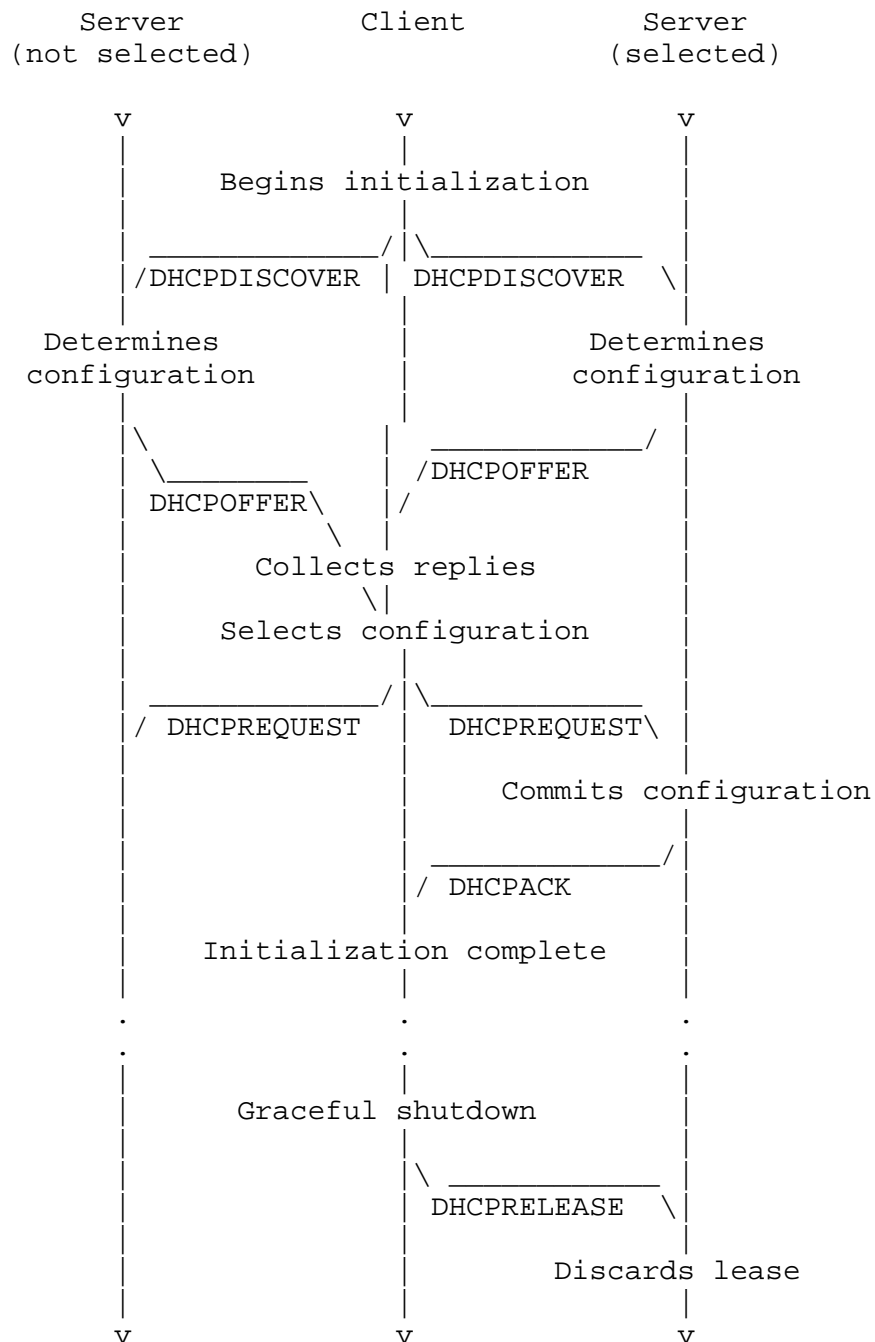 Server Client Server
(not selected) (selected)
v v v
Begins initialization
DHCPDISCOVER DHCPDISCOVER
Determines Determines
configuration configuration
DHCPOFFER
DHCPOFFER
Collects replies
Selects configuration
DHCPREQUEST DHCPREQUEST
Commits configuration
DHCPACK
Initialization complete
. . .
. . .
Graceful shutdown
DHCPRELEASE
Discards lease
v v v